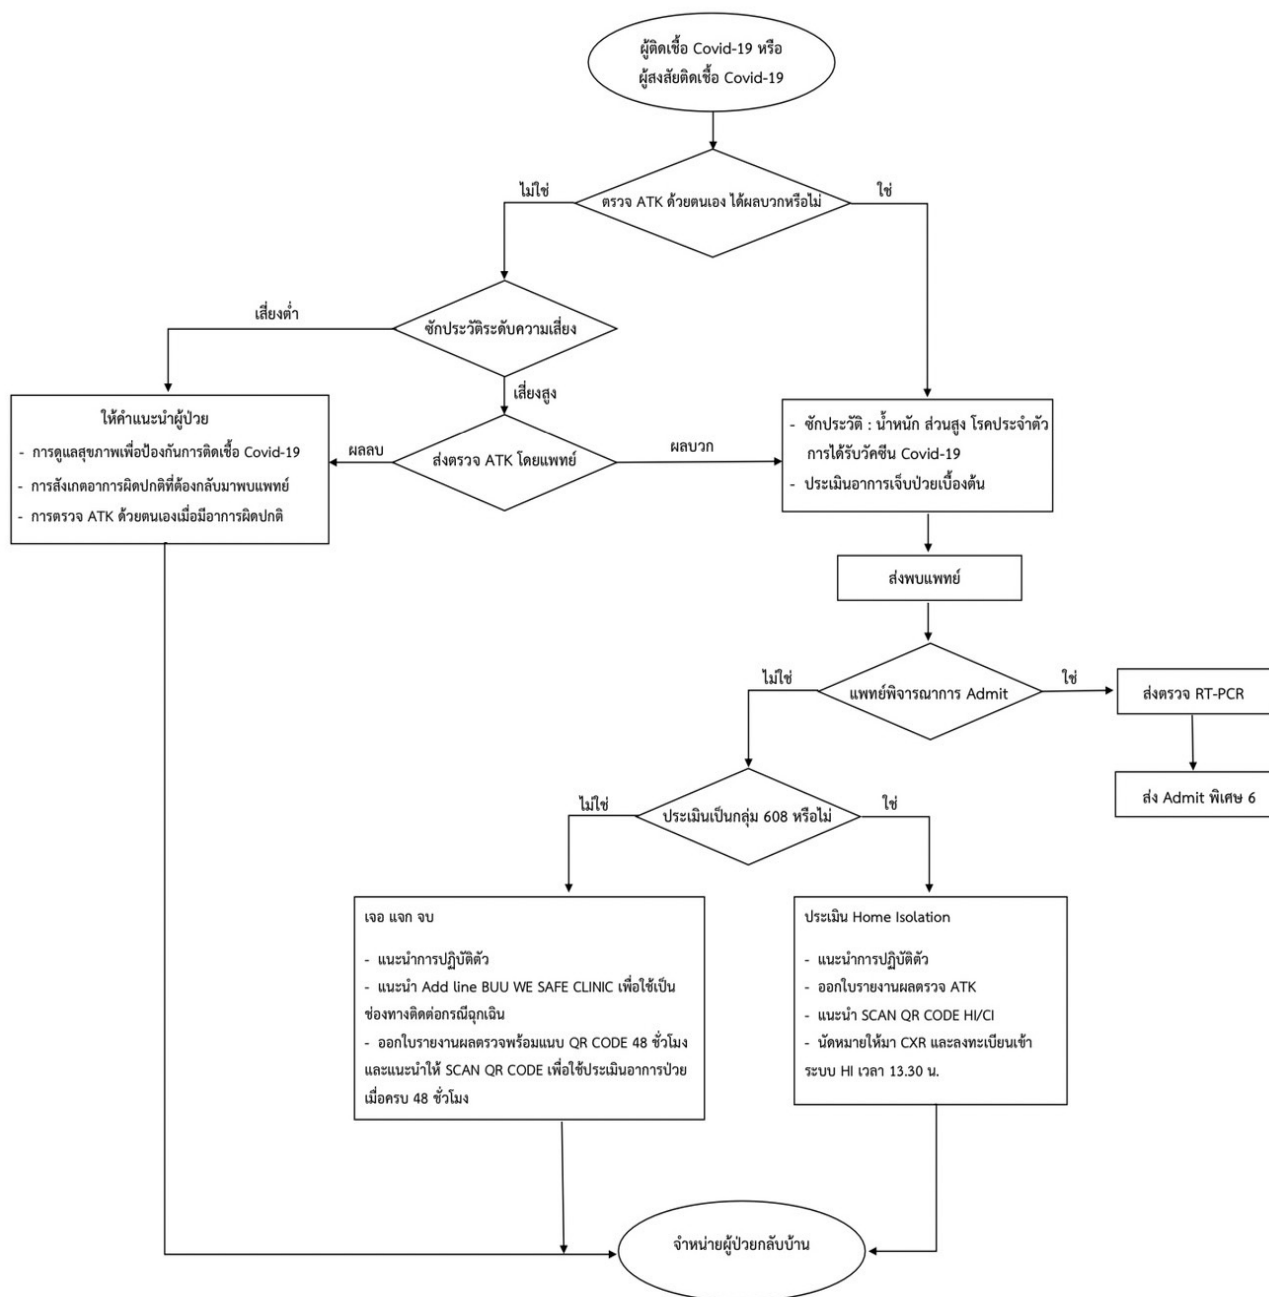 ผู้ติดเชื้อ Covid-19 หรือ
ผู้สงสัยติดเชื้อ Covid-19
ไม่ใช่
ตรวจ ATK ด้วยตนเอง ได้ผลบวกหรือไม่
ใช่
เสี่ยงต่ำ
ซักประวัติระดับความเสี่ยง
เสี่ยงสูง
ให้คำแนะนำผู้ป่วย
- การดูแลสุขภาพเพื่อป้องกันการติดเชื้อ Covid-19
- การสังเกตอาการผิดปกติที่ต้องกลับมาพบแพทย์
- การตรวจ ATK ด้วยตนเองเมื่อมีอาการผิดปกติ
ผลลบ
ส่งตรวจ ATK โดยแพทย์
ผลบวก
- ซักประวัติ : น้ำหนัก ส่วนสูง โรคประจำตัว
การได้รับวัคซีน Covid-19
- ประเมินอาการเจ็บป่วยเบื้องต้น
ส่งพบแพทย์
ไม่ใช่
แพทย์พิจารณาการ Admit
ใช่
ส่งตรวจ RT-PCR
ส่ง Admit พิเศษ 6
ไม่ใช่
ประเมินเป็นกลุ่ม 608 หรือไม่
ใช่
เจอ แจก จบ
- แนะนำการปฏิบัติตัว
- แนะนำ Add line BUU WE SAFE CLINIC เพื่อใช้เป็น
ช่องทางติดต่อกรณีฉุกเฉิน
- ออกใบรายงานผลตรวจพร้อมแนบ QR CODE 48 ชั่วโมง
และแนะนำให้ SCAN QR CODE เพื่อใช้ประเมินอาการป่วย
เมื่อครบ 48 ชั่วโมง
ประเมิน Home Isolation
- แนะนำการปฏิบัติตัว
- ออกใบรายงานผลตรวจ ATK
- แนะนำ SCAN QR CODE HI/CI
- นัดหมายให้มา CXR และลงทะเบียนเข้า
ระบบ HI เวลา 13.30 น.
จำหน่ายผู้ป่วยกลับบ้าน